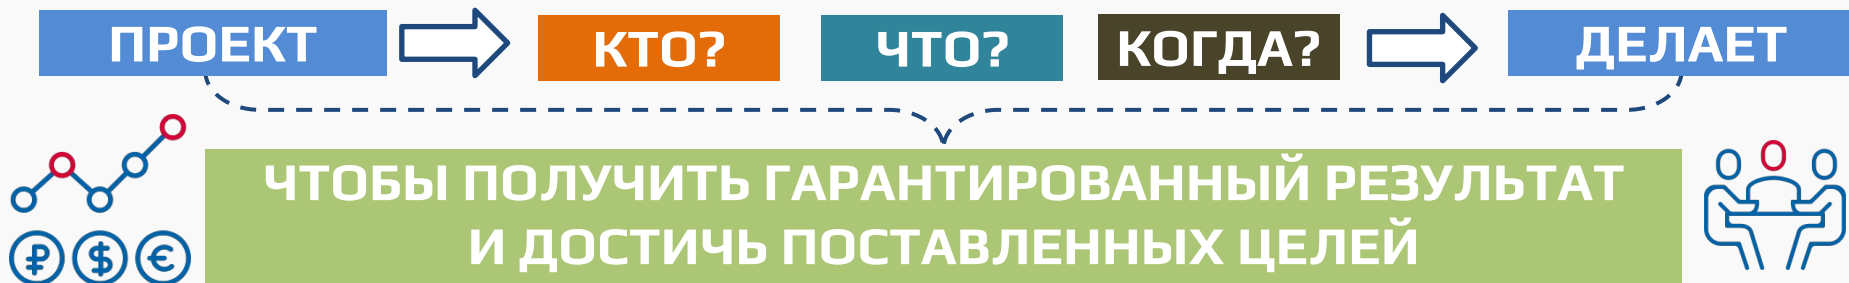 ПРОЕКТ КТО? ЧТО? КОГДА? ДЕЛАЕТ
ЧТОБЫ ПОЛУЧИТЬ ГАРАНТИРОВАННЫЙ РЕЗУЛЬТАТ
И ДОСТИЧЬ ПОСТАВЛЕННЫХ ЦЕЛЕЙ
₽ $ €